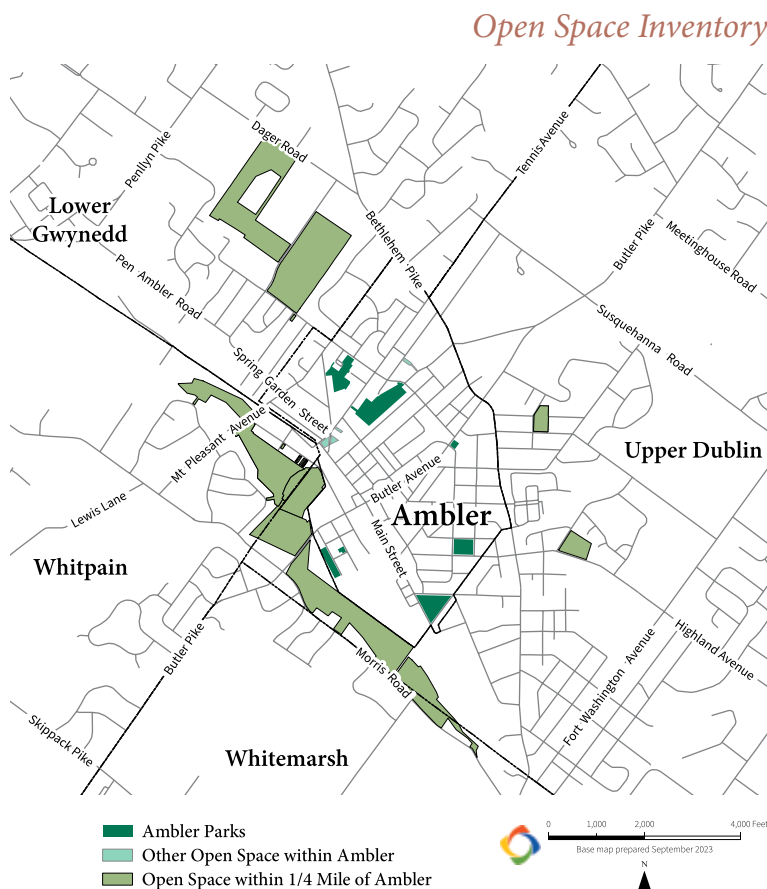 Open Space Inventory
Dager Road
Tennis Avenue
Penllyn Pike
Lower
Gwynedd
Bethlehem Pike
Butler Pike
Meetinghouse Road
Pen Ambler Road
Susquehanna Road
Spring Garden Street
Mt Pleasant Avenue
Upper Dublin
Butler Avenue
Lewis Lane
Ambler
Main Street
Whitpain
Butler Pike
Highland Avenue
Morris Road
Fort Washington Avenue
Skippack Pike
Whitemarsh
Ambler Parks
Other Open Space within Ambler
Open Space within 1/4 Mile of Ambler
0 1,000 2,000 4,000 Feet
Base map prepared September 2023
N